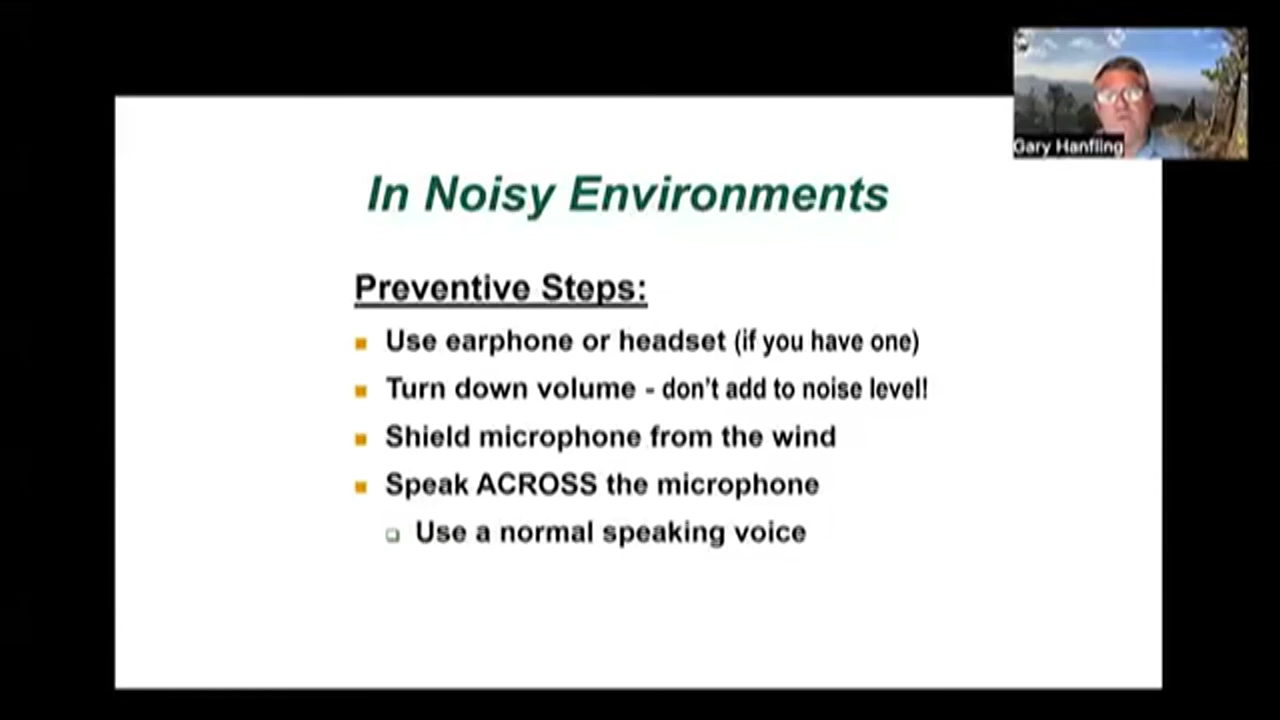 Gary Hanfling
In Noisy Environments
Preventive Steps:
Use earphone or headset (if you have one)
Turn down volume - don't add to noise level!
Shield microphone from the wind
Speak ACROSS the microphone
Use a normal speaking voice